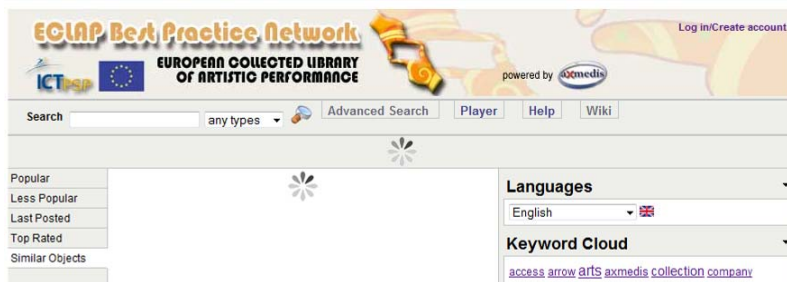 ECLAP Best Practice Network
EUROPEAN COLLECTED LIBRARY
OF ARTISTIC PERFORMANCE
ICT psp
powered by axmedis
Log in/Create account
Search any types Advanced Search Player Help Wiki
Popular
Less Popular
Last Posted
Top Rated
Similar Objects
Languages
English
Keyword Cloud
access arrow arts axmedis collection company